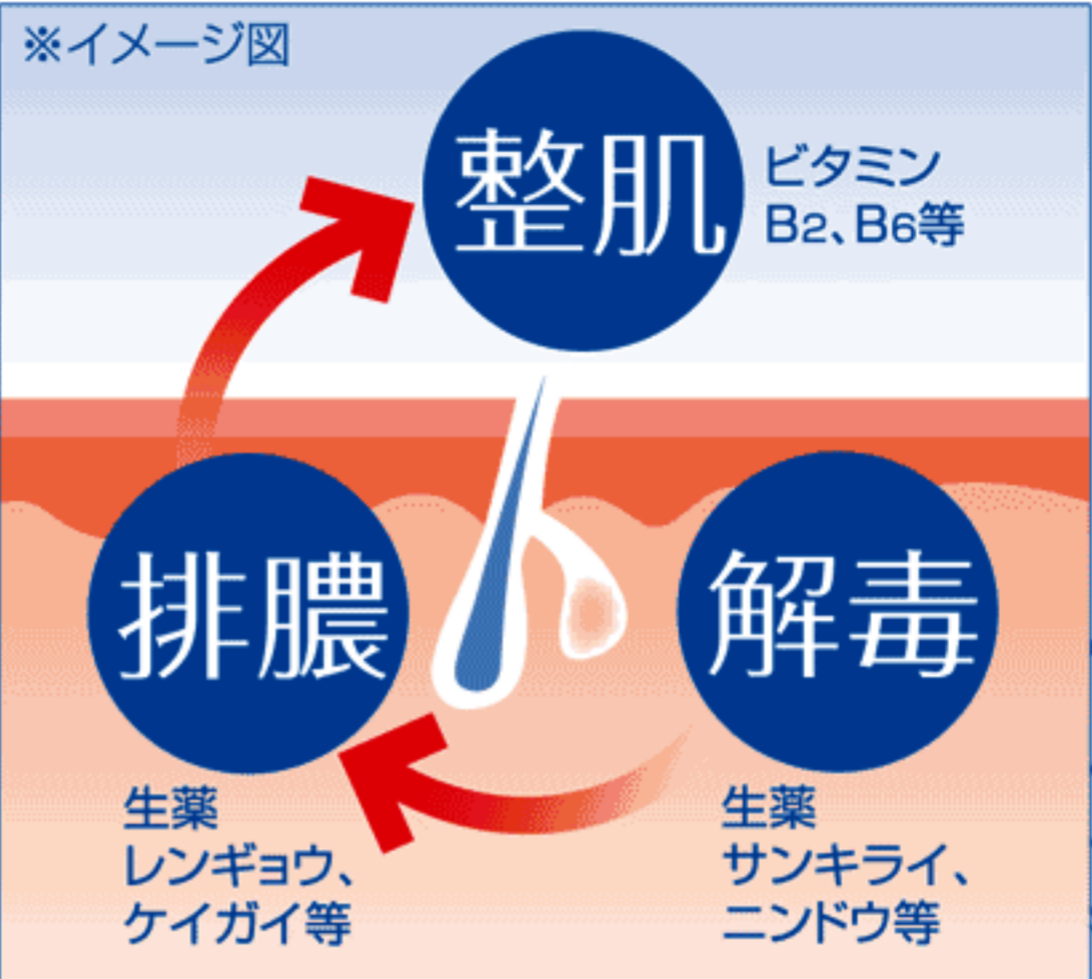 ※イメージ図
整肌
ビタミン
B2、B6等
排膿
生薬
レンギョウ、
ケイガイ等
解毒
生薬
サンキライ、
ニンドウ等